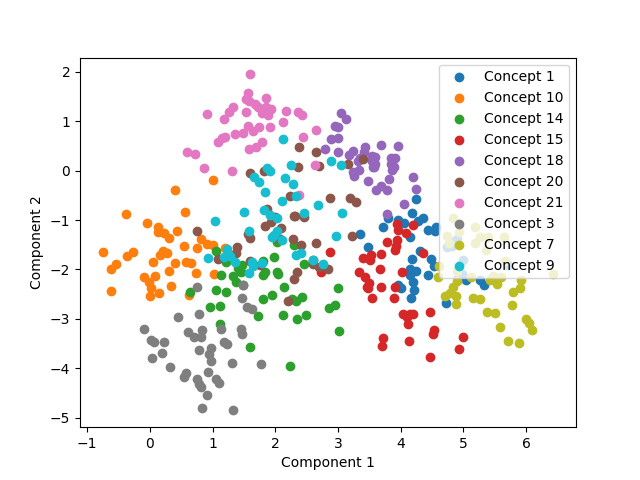 Concept 1
Concept 10
Concept 14
Concept 15
Concept 18
Concept 20
Concept 21
Concept 3
Concept 7
Concept 9
2
1
0
−1
−2
−3
−4
−5
Component 2
−1 0 1 2 3 4 5 6
Component 1